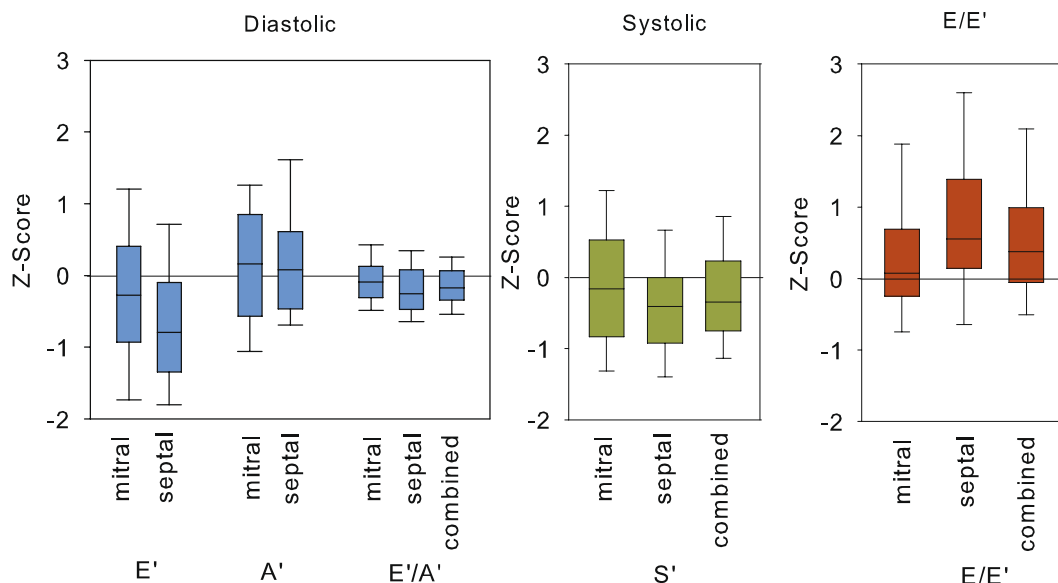 Diastolic
Z-Score
3
2
1
0
-1
-2
mitral
septal
mitral
septal
mitral
septal
combined
E'
A'
E'/A'
Systolic
Z-Score
3
2
1
0
-1
-2
mitral
septal
combined
S'
E/E'
Z-Score
3
2
1
0
-1
-2
mitral
septal
combined
E/E'